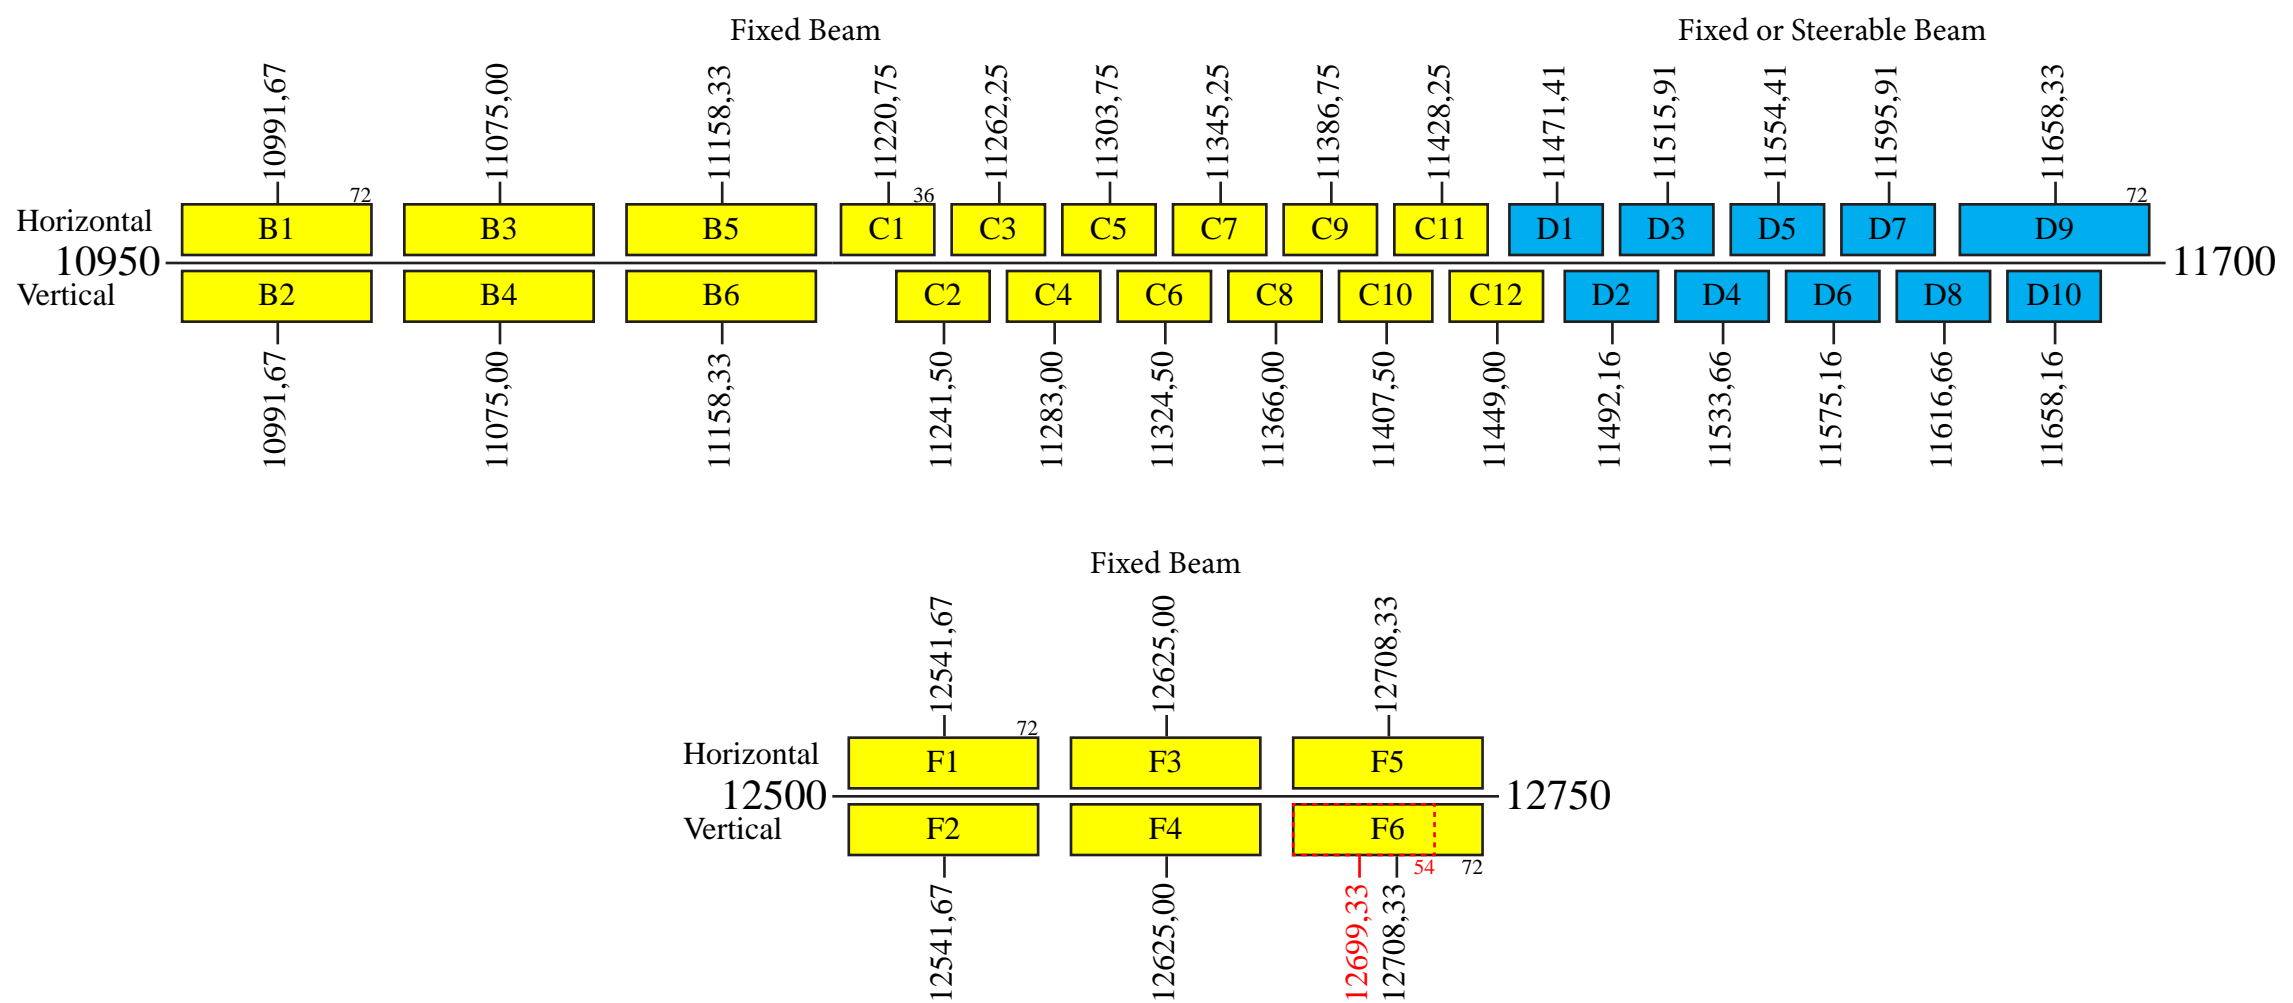 Fixed Beam
Fixed or Steerable Beam
10991,67 11075,00 11158,33 11220,75 11262,25 11303,75 11345,25 11386,75 11428,25 11471,41 11515,91 11554,41 11595,91 11658,33
72 36 72
Horizontal B1 B3 B5 C1 C3 C5 C7 C9 C11 D1 D3 D5 D7 D9
10950 11700
Vertical B2 B4 B6 C2 C4 C6 C8 C10 C12 D2 D4 D6 D8 D10
10991,67 11075,00 11158,33 11241,50 11283,00 11324,50 11366,00 11407,50 11449,00 11492,16 11533,66 11575,16 11616,66 11658,16
Fixed Beam
12541,67 12625,00 12708,33
72
Horizontal F1 F3 F5
12500 12750
Vertical F2 F4 F6
54 72
12541,67 12625,00 12699,33 12708,33